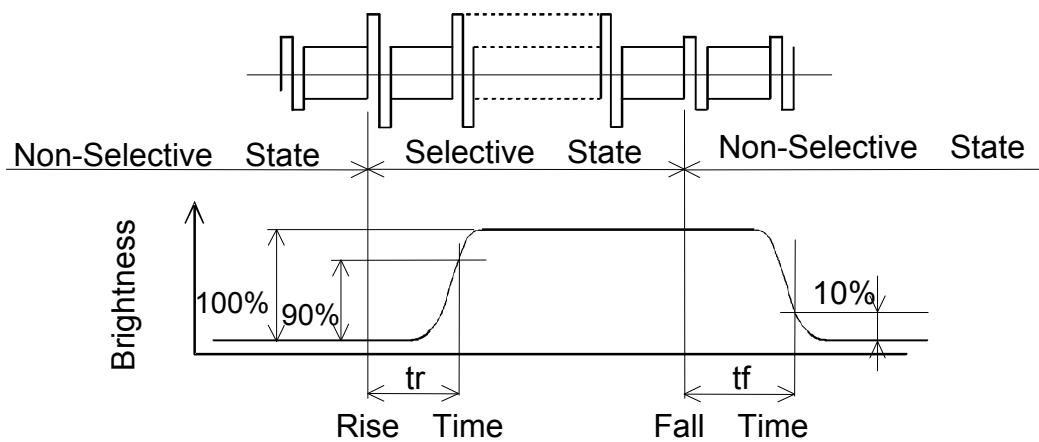 Non-Selective State
Selective State
Non-Selective State
Brightness
100%
90%
10%
tr
tf
Rise Time
Fall Time